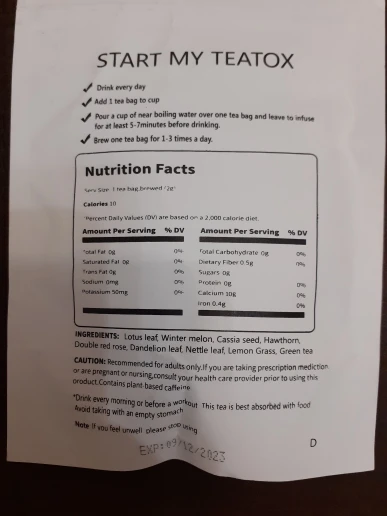 START MY TEATOX
Drink every day
Add 1 tea bag to cup
Pour a cup of near boiling water over one tea bag and leave to infuse
for at least 5-7minutes before drinking.
Brew one tea bag for 1-3 times a day.
Nutrition Facts
Serv Size: 1 tea bag brewed (2g)
Calories 10
*Percent Daily Values (DV) are based on a 2,000 calorie diet.
Amount Per Serving % DV Amount Per Serving % DV
Total Fat 0g 0% Total Carbohydrate 0g 0%
Saturated Fat 0g 0% Dietary Fiber 0.5g 0%
Trans Fat 0g 0% Sugars 0g
Sodium 0mg 0% Protein 0g 0%
Potassium 50mg 0% Calcium 10g 0%
Iron 0.4g 0%
INGREDIENTS: Lotus leaf, Winter melon, Cassia seed, Hawthorn,
Double red rose, Dandelion leaf, Nettle leaf, Lemon Grass, Green tea
CAUTION: Recommended for adults only.If you are taking prescription mediction
or are pregnant or nursing,consult your health care provider prior to using this
product.Contains plant-based caffeine.
*Drink every morning or before a workout This tea is best absorbed with food
Avoid taking with an empty stomach
Note If you feel unwell please stop using
D
EXP:09/12/2023